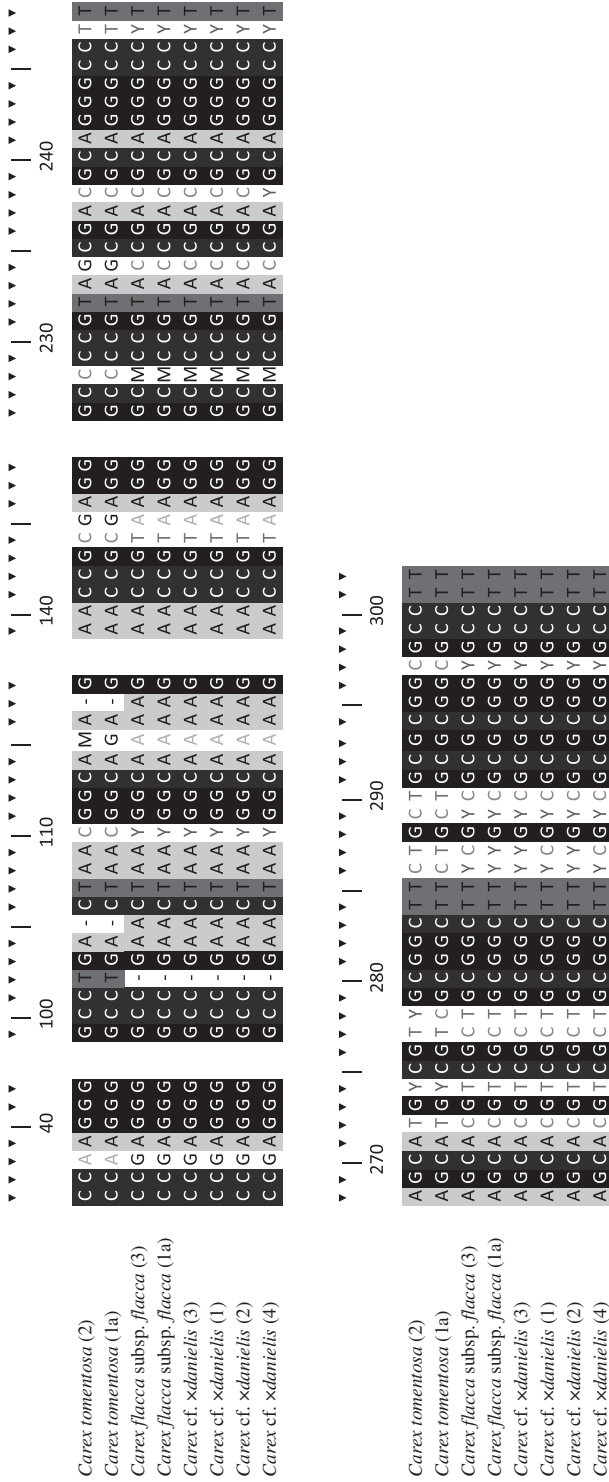 40 100 110 140 230 240
Carex tomentosa (2) C C A A G G G G C C T G A - C T A A C G G C A M A - G A A C C G C G A G G G C C C C G T A G C G A C G C A G G G C C T T
Carex tomentosa (1a) C C A A G G G G C C T G A - C T A A C G G C A G A - G A A C C G C G A G G G C C C C G T A G C G A C G C A G G G C C T T
Carex flacca subsp. flacca (3) C C G A G G G G C C - G A A C T A A Y G G C A A A A G A A C C G T A A G G G C M C C G T A C C G A C G C A G G G C C Y T
Carex flacca subsp. flacca (1a) C C G A G G G G C C - G A A C T A A Y G G C A A A A G A A C C G T A A G G G C M C C G T A C C G A C G C A G G G C C Y T
Carex cf. ×danielis (3) C C G A G G G G C C - G A A C T A A Y G G C A A A A G A A C C G T A A G G G C M C C G T A C C G A C G C A G G G C C Y T
Carex cf. ×danielis (1) C C G A G G G G C C - G A A C T A A Y G G C A A A A G A A C C G T A A G G G C M C C G T A C C G A C G C A G G G C C Y T
Carex cf. ×danielis (2) C C G A G G G G C C - G A A C T A A Y G G C A A A A G A A C C G T A A G G G C M C C G T A C C G A C G C A G G G C C Y T
Carex cf. ×danielis (4) C C G A G G G G C C - G A A C T A A Y G G C A A A A G A A C C G T A A G G G C M C C G T A C C G A Y G C A G G G C C Y T
270 280 290 300
Carex tomentosa (2) A G C A T G Y C G T Y G C G G C T T C T G C T G C G C G G C G C C T T
Carex tomentosa (1a) A G C A T G Y C G T C G C G G C T T C T G C T G C G C G G C G C C T T
Carex flacca subsp. flacca (3) A G C A C G T C G C T G C G G C T T Y C G Y C G C G C G G Y G C C T T
Carex flacca subsp. flacca (1a) A G C A C G T C G C T G C G G C T T Y Y G Y C G C G C G G Y G C C T T
Carex cf. ×danielis (3) A G C A C G T C G C T G C G G C T T Y Y G Y C G C G C G G Y G C C T T
Carex cf. ×danielis (1) A G C A C G T C G C T G C G G C T T Y C G Y C G C G C G G Y G C C T T
Carex cf. ×danielis (2) A G C A C G T C G C T G C G G C T T Y Y G Y C G C G C G G Y G C C T T
Carex cf. ×danielis (4) A G C A C G T C G C T G C G G C T T Y C G Y C G C G C G G Y G C C T T